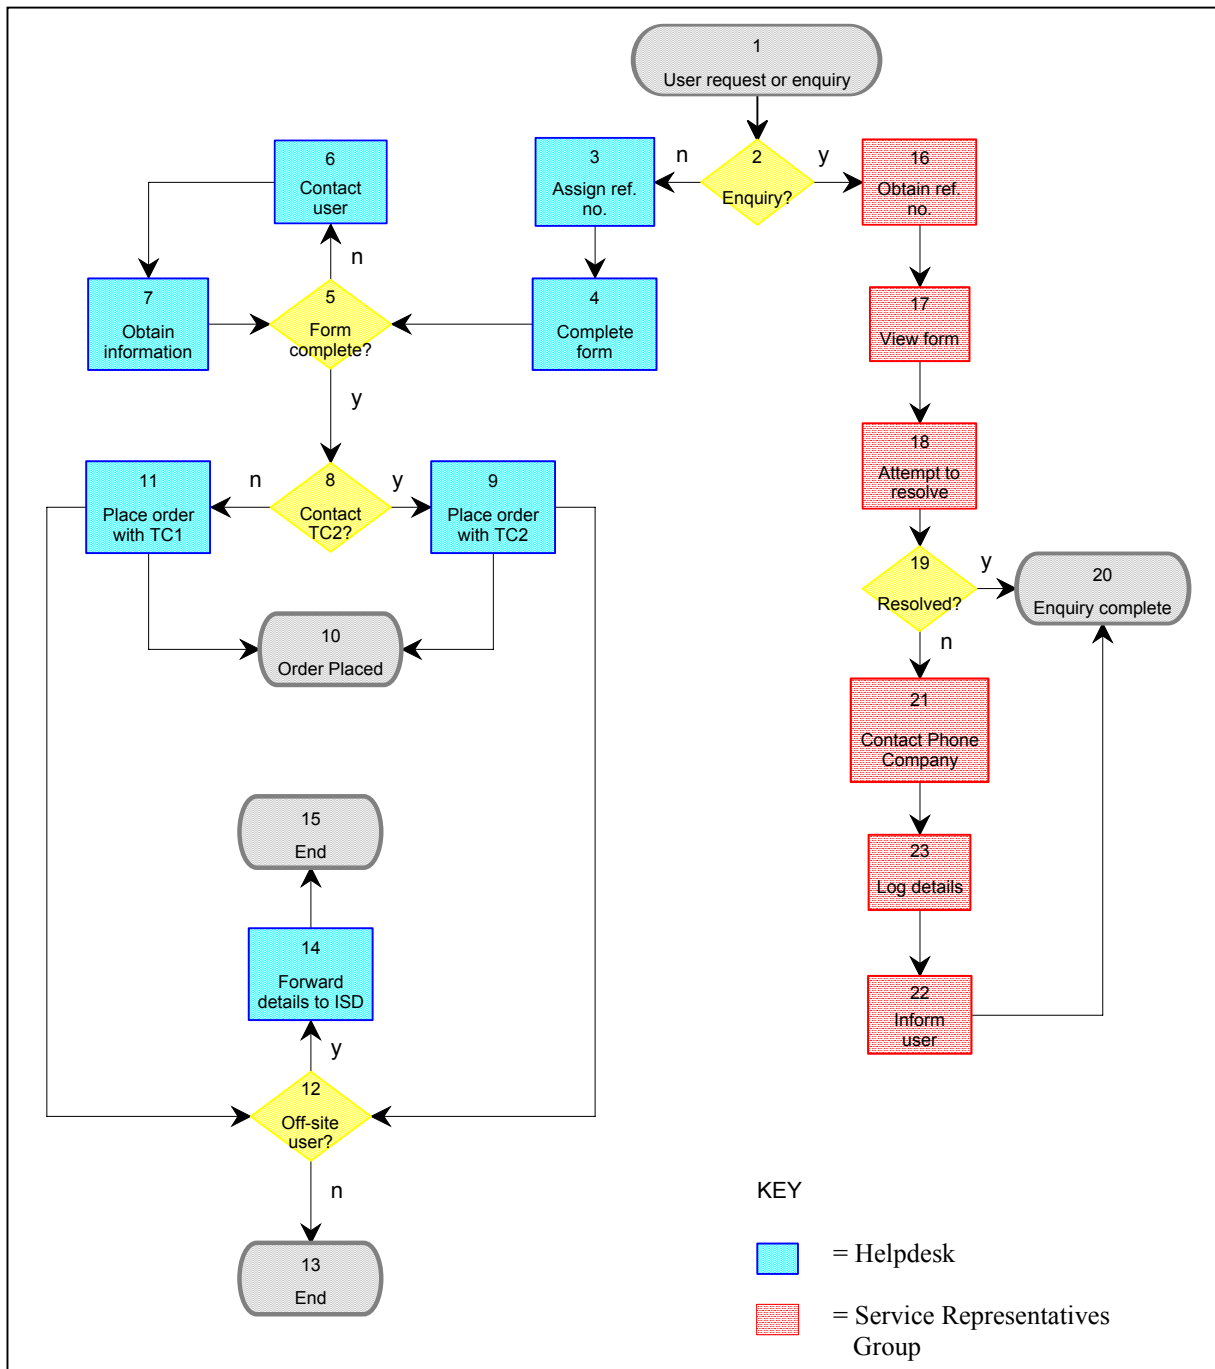 1
User request or enquiry
2
Enquiry?
n
y
3
Assign ref.
no.
16
Obtain ref.
no.
6
Contact
user
n
7
Obtain
information
5
Form
complete?
4
Complete
form
17
View form
y
18
Attempt to
resolve
11
Place order
with TC1
n
8
Contact
TC2?
y
9
Place order
with TC2
19
Resolved?
y
20
Enquiry complete
n
10
Order Placed
21
Contact Phone
Company
15
End
23
Log details
14
Forward
details to ISD
22
Inform
user
y
12
Off-site
user?
n
13
End
KEY
= Helpdesk
= Service Representatives
Group